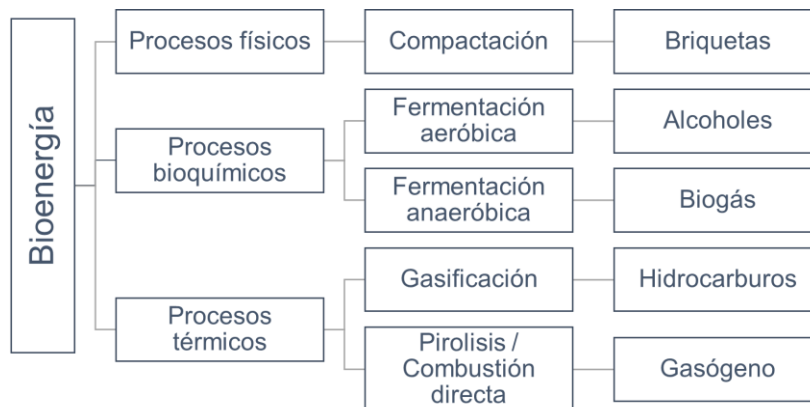 Bioenergía
Procesos físicos
Compactación
Briquetas
Procesos
bioquímicos
Fermentación
aeróbica
Alcoholes
Fermentación
anaeróbica
Biogás
Procesos
térmicos
Gasificación
Hidrocarburos
Pirolisis /
Combustión
directa
Gasógeno